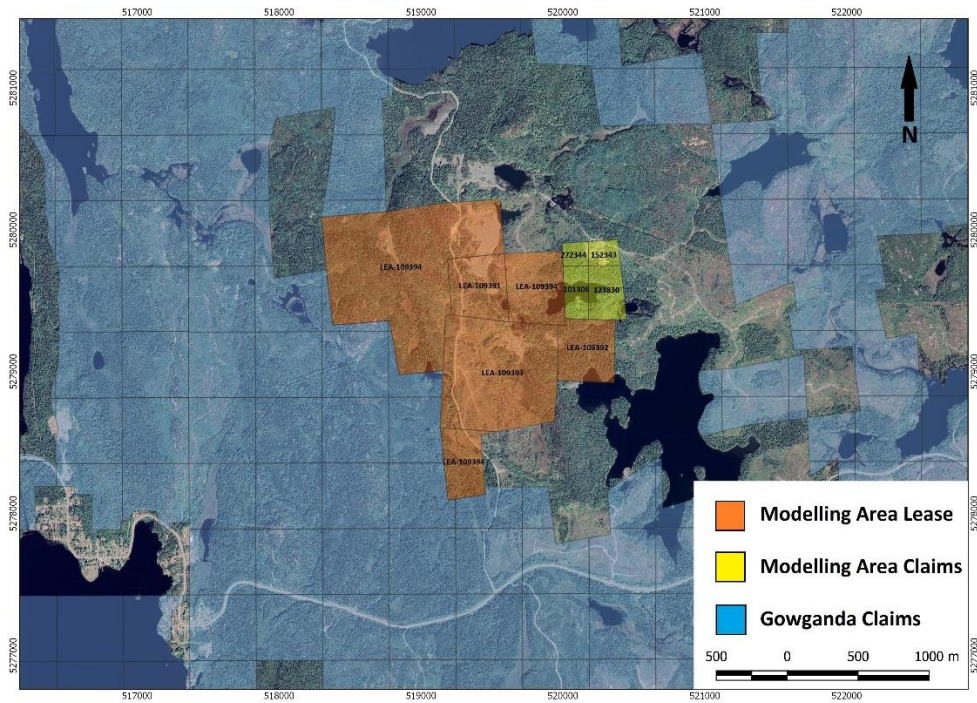 517000 518000 519000 520000 521000 522000
5281000 5281000
N
5280000 5280000
272344 152343
LEA-109394 LEA-109391 LEA-109394 101306 123830
LEA-109392
5279000 5279000
LEA-109393
LEA-109394
5278000 5278000
Modelling Area Lease
Modelling Area Claims
Gowganda Claims
5277000 5277000
500 0 500 1000 m
517000 518000 519000 520000 521000 522000